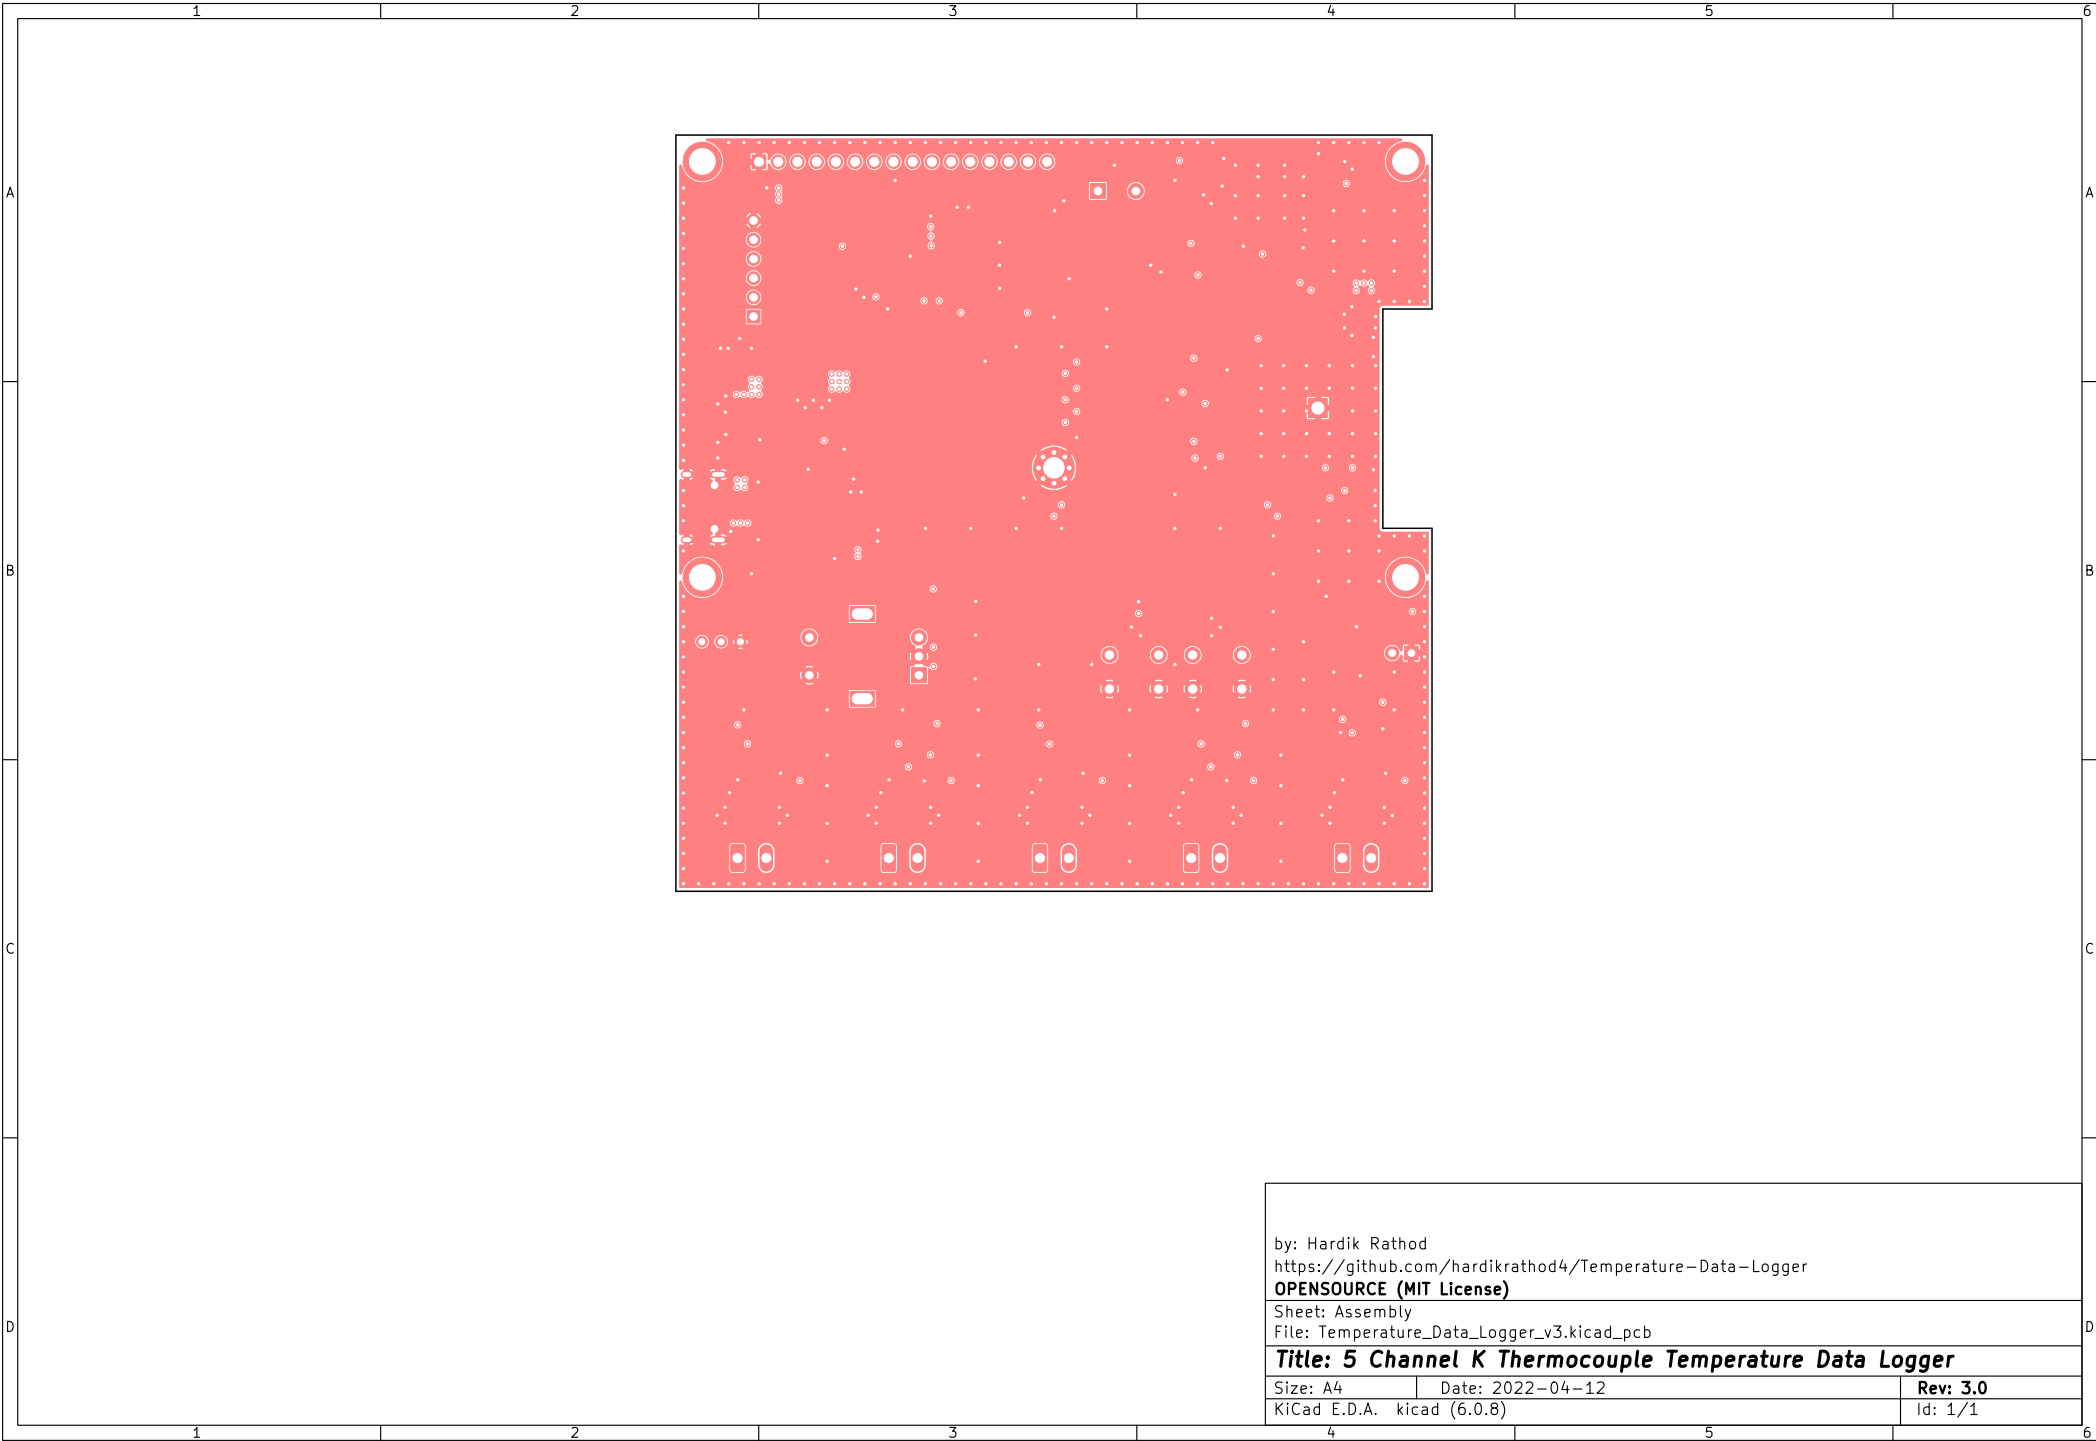 1 2 3 4 5 6
A A
B B
C C
D D
by: Hardik Rathod
https://github.com/hardikrathod4/Temperature-Data-Logger
OPENSOURCE (MIT License)
Sheet: Assembly
File: Temperature_Data_Logger_v3.kicad_pcb
Title: 5 Channel K Thermocouple Temperature Data Logger
Size: A4 Date: 2022-04-12 Rev: 3.0
KiCad E.D.A. kicad (6.0.8) Id: 1/1
1 2 3 4 5 6